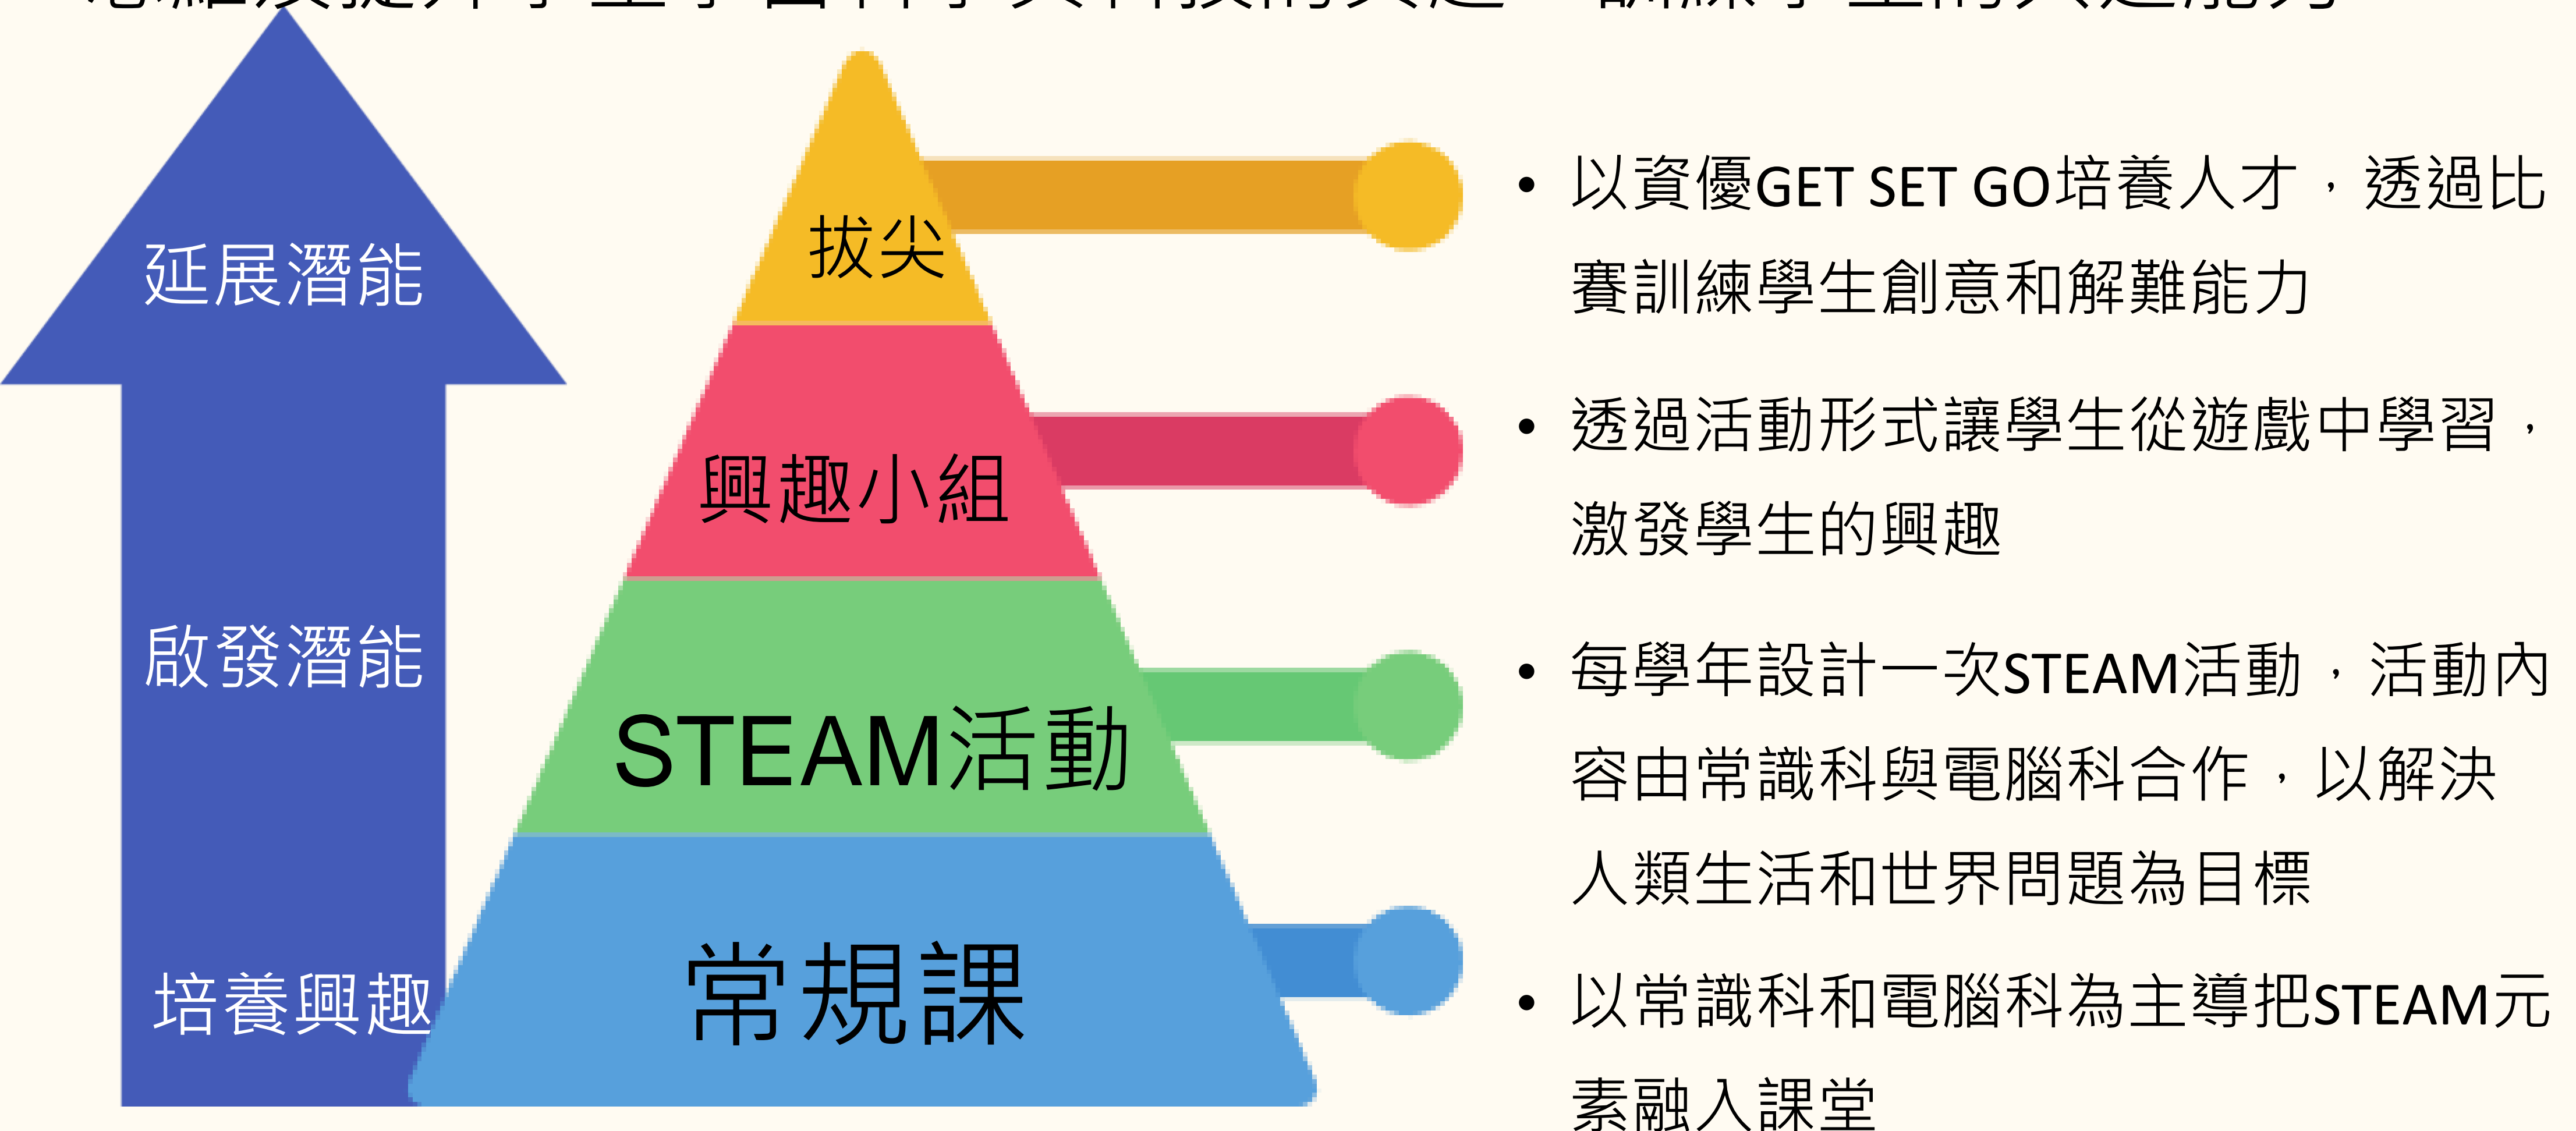 延展潛能
啟發潛能
培養興趣
拔尖
興趣小組
STEAM活動
常規課
• 以資優GET SET GO培養人才，透過比
賽訓練學生創意和解難能力
• 透過活動形式讓學生從遊戲中學習，
激發學生的興趣
• 每學年設計一次STEAM活動，活動內
容由常識科與電腦科合作，以解決
人類生活和世界問題為目標
• 以常識科和電腦科為主導把STEAM元
素融入課堂